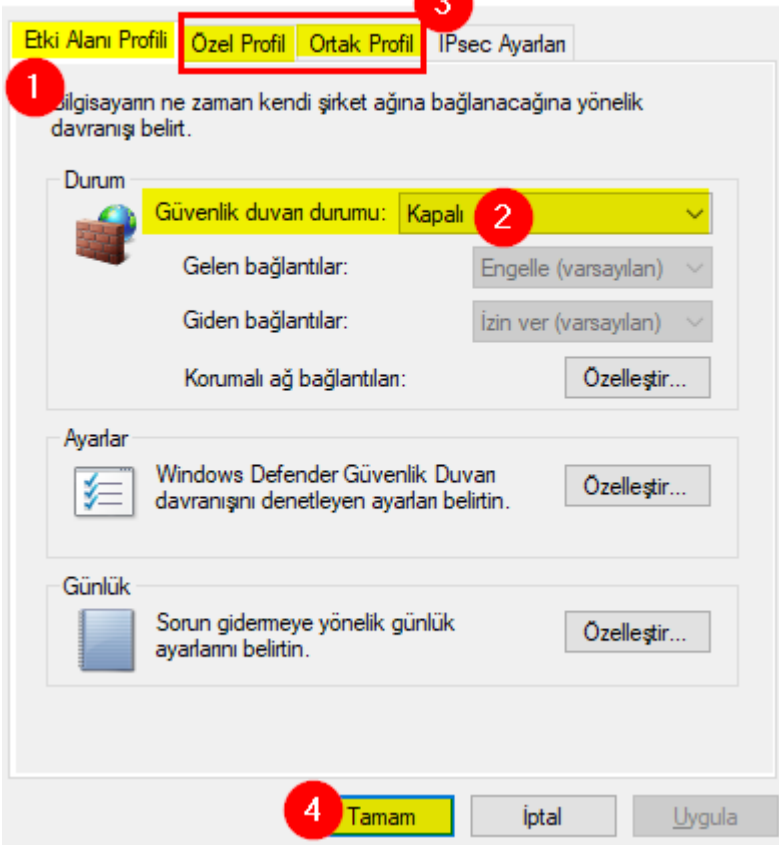 3
Etki Alanı Profili Özel Profil Ortak Profil IPsec Ayarları
1
Bilgisayarın ne zaman kendi şirket ağına bağlanacağına yönelik
davranışı belirt.
Durum
Güvenlik duvarı durumu: Kapalı 2
Gelen bağlantılar: Engelle (varsayılan)
Giden bağlantılar: İzin ver (varsayılan)
Korumalı ağ bağlantıları: Özelleştir...
Ayarlar
Windows Defender Güvenlik Duvarı
davranışını denetleyen ayarları belirtin.
Özelleştir...
Günlük
Sorun gidermeye yönelik günlük
ayarlarını belirtin.
Özelleştir...
4 Tamam İptal Uygula